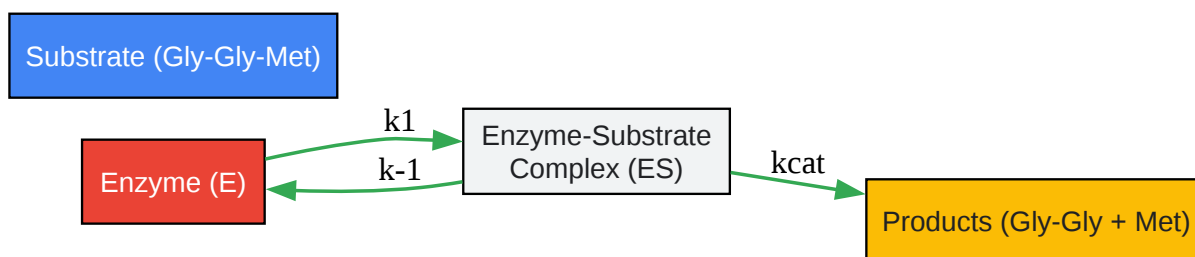 Substrate (Gly-Gly-Met)
k1
Enzyme (E)
k-1
Enzyme-Substrate
Complex (ES)
kcat
Products (Gly-Gly + Met)